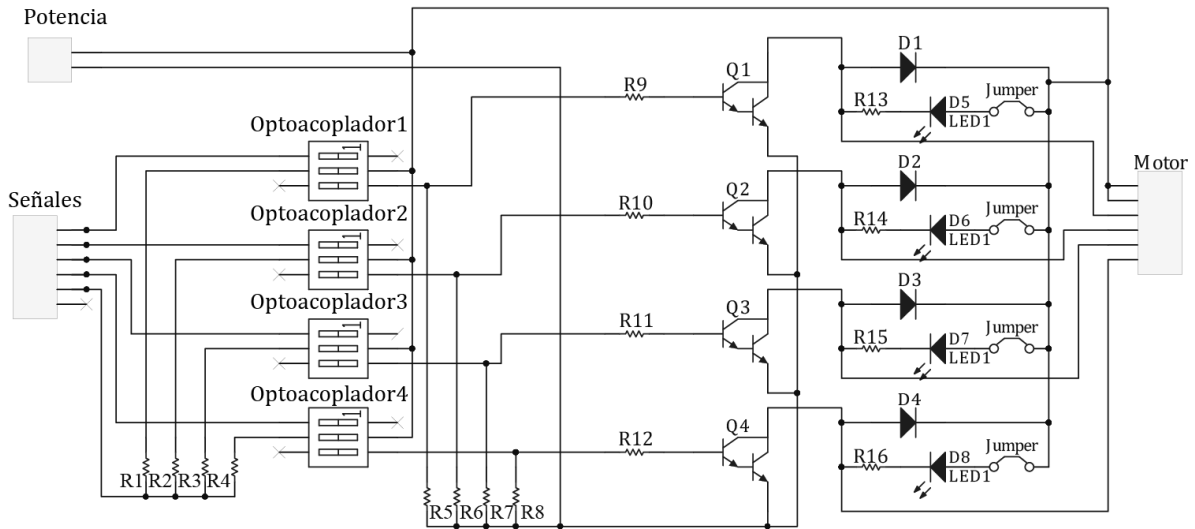 Potencia
Optoacoplador1
Señales
Optoacoplador2
Optoacoplador3
Optoacoplador4
R1 R2 R3 R4
R5 R6 R7 R8
R9
Q1
D1
R13
D5
LED1
Jumper
Motor
R10
Q2
D2
R14
D6
LED1
Jumper
R11
Q3
D3
R15
D7
LED1
Jumper
R12
Q4
D4
R16
D8
LED1
Jumper